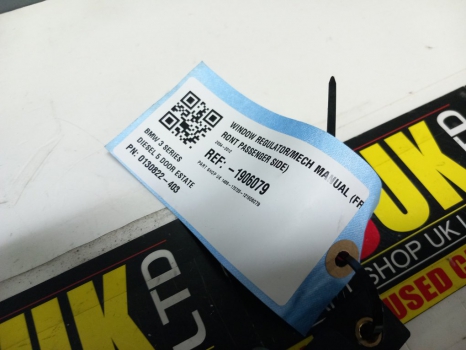 WINDOW REGULATOR/MECH MANUAL (FR
RONT PASSENGER SIDE)
REF: -1906079
BMW 3 SERIES
DIESEL 5 DOOR ESTATE
PN: 0130822-403
UK
SHOP UK L
USED
UK
LTD